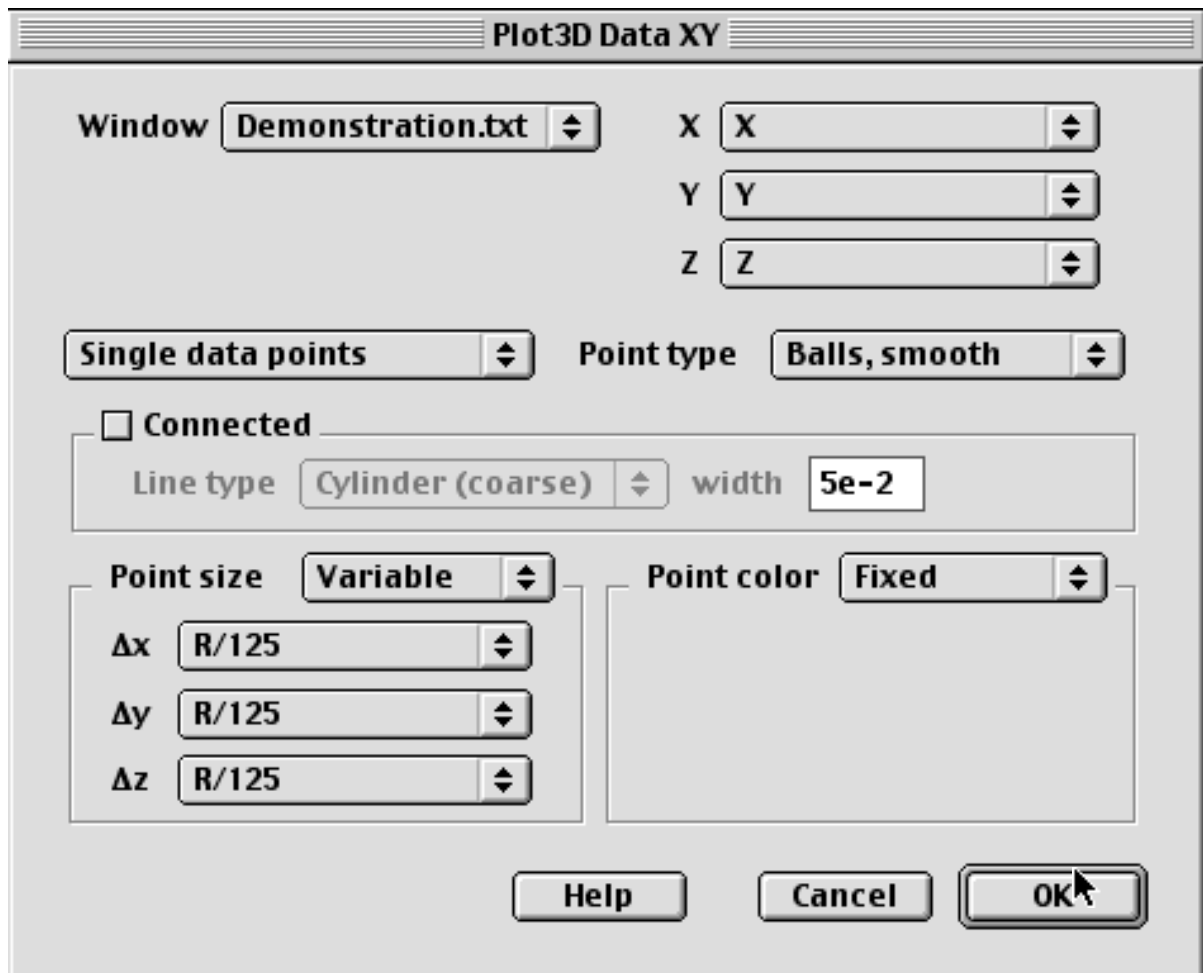 Plot3D Data XY
Window Demonstration.txt X X
Y Y
Z Z
Single data points Point type Balls, smooth
Connected
Line type Cylinder (coarse) width 5e-2
Point size Variable Point color Fixed
Δx R/125
Δy R/125
Δz R/125
Help Cancel OK